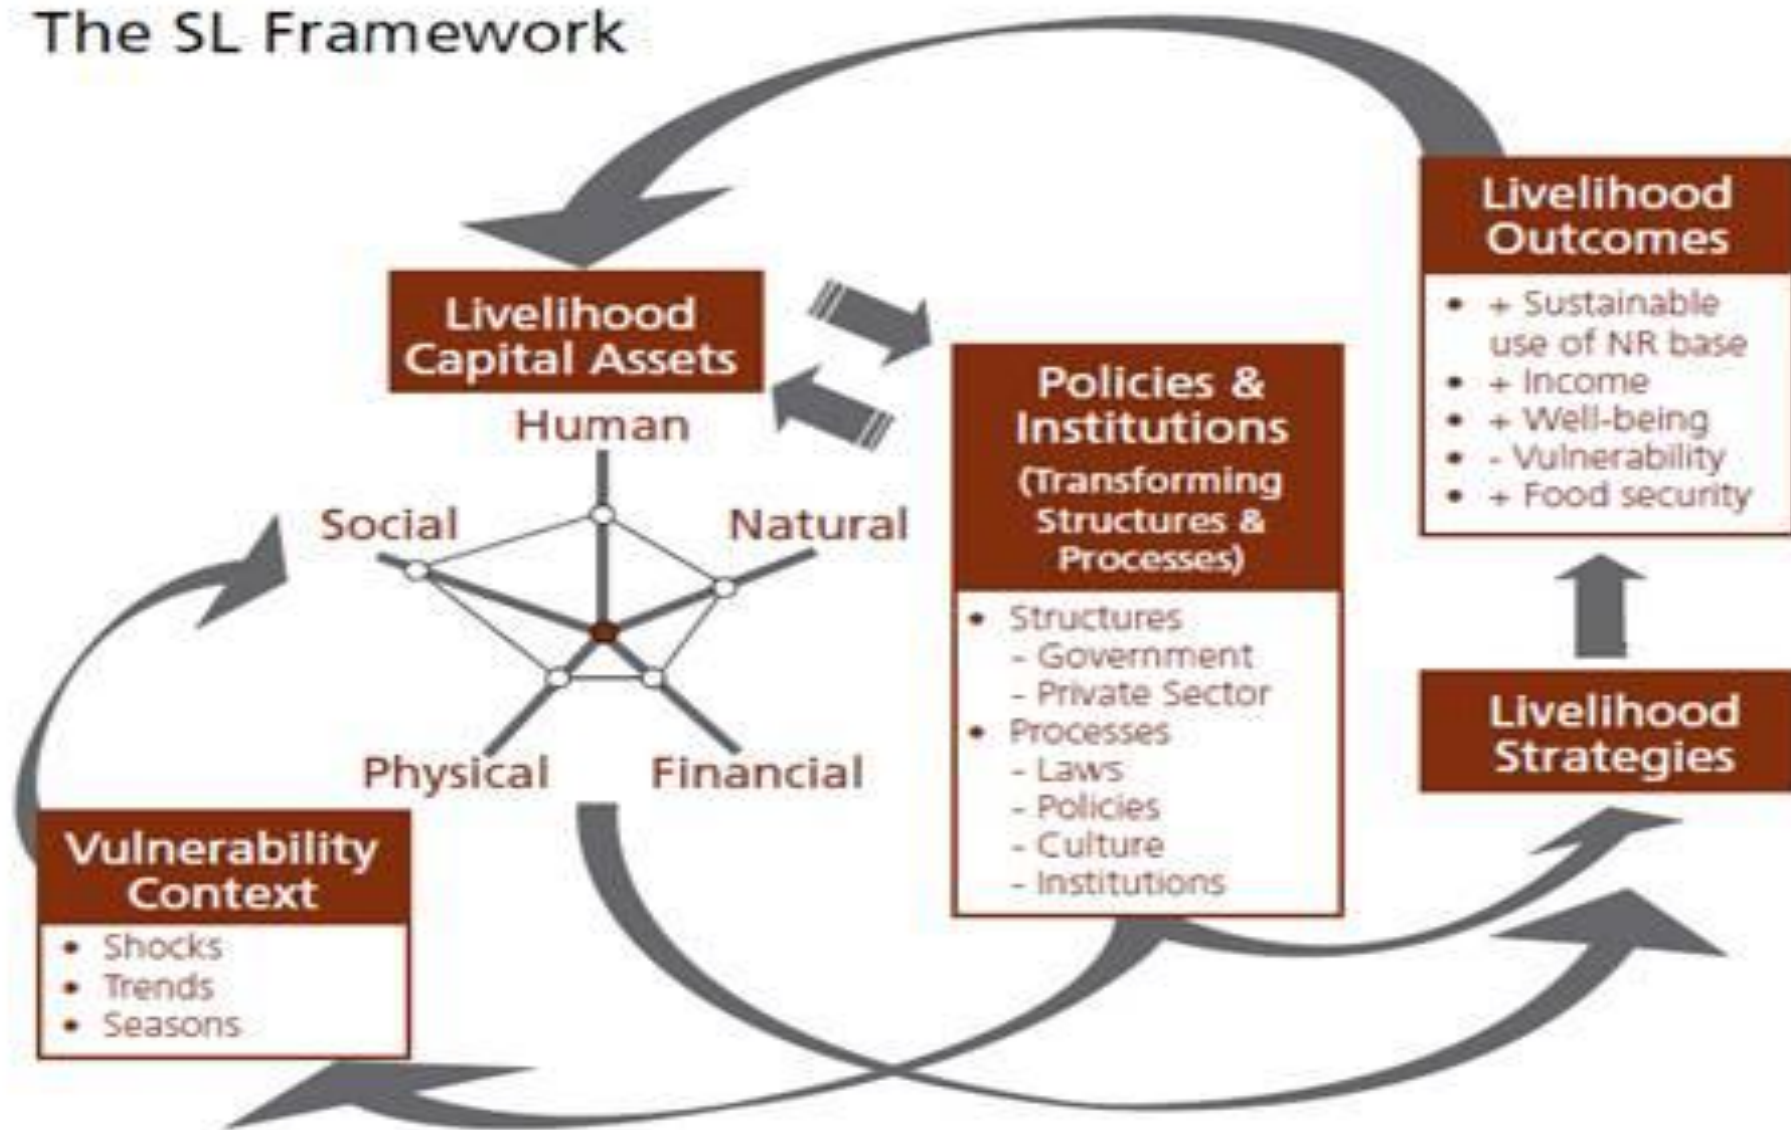 The SL Framework
Livelihood
Capital Assets
Human
Social
Natural
Physical
Financial
Vulnerability
Context
• Shocks
• Trends
• Seasons
Policies &
Institutions
(Transforming
Structures &
Processes)
• Structures
- Government
- Private Sector
• Processes
- Laws
- Policies
- Culture
- Institutions
Livelihood
Outcomes
• + Sustainable
use of NR base
• + Income
• + Well-being
• - Vulnerability
• + Food security
Livelihood
Strategies